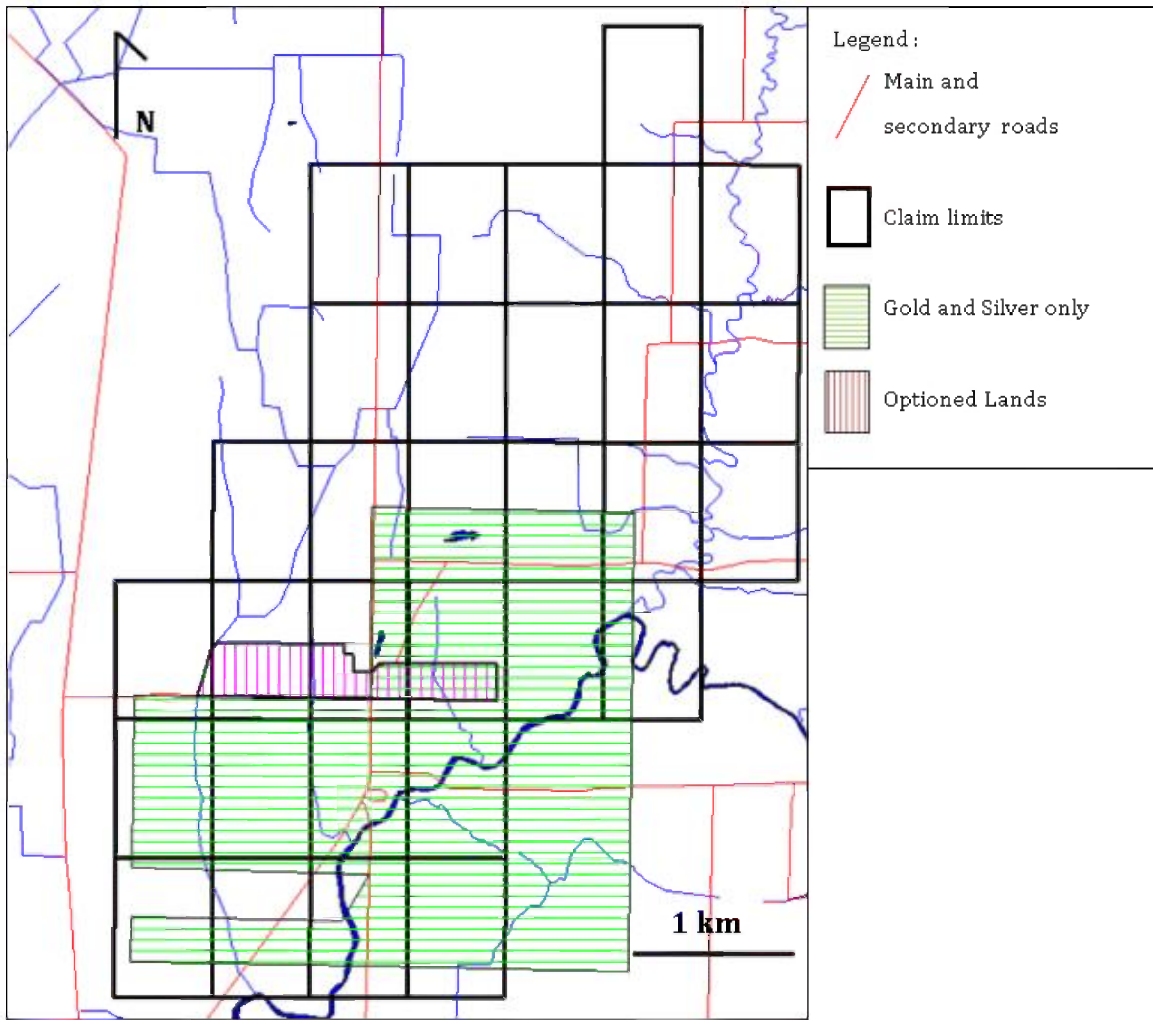 N
Legend :
Main and
secondary roads
Claim limits
Gold and Silver only
Optioned Lands
1 km